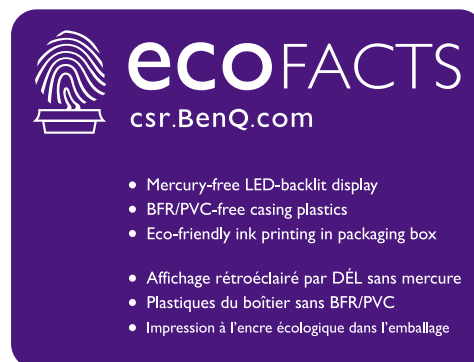 ecoFACTS
csr.BenQ.com
• Mercury-free LED-backlit display
• BFR/PVC-free casing plastics
• Eco-friendly ink printing in packaging box
• Affichage rétroéclairé par DÉL sans mercure
• Plastiques du boîtier sans BFR/PVC
• Impression à l'encre écologique dans l'emballage